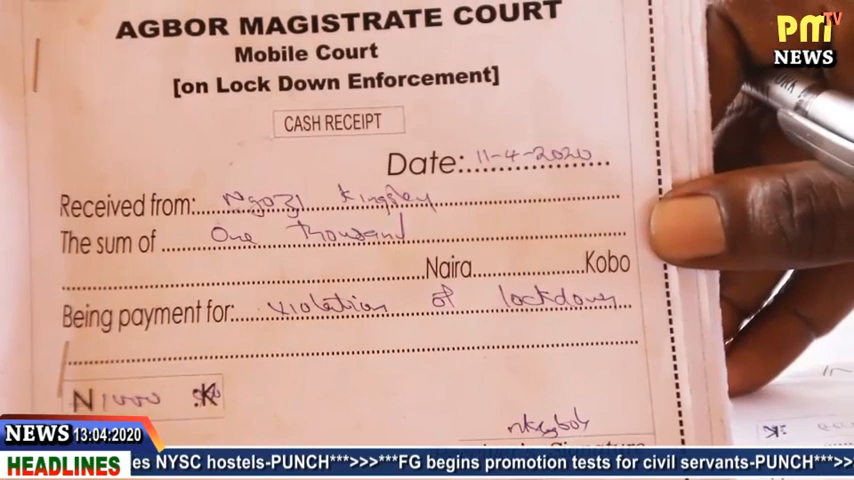 AGBOR MAGISTRATE COURT
PM TV
NEWS
Mobile Court
[on Lock Down Enforcement]
CASH RECEIPT
Date: 11-4-2020
Received from: Ngozi Kingsley
The sum of One thousand
Naira Kobo
Being payment for: violation of lockdown
N1000 :K
Signature
NEWS 13:04:2020
HEADLINES es NYSC hostels-PUNCH***>>>***FG begins promotion tests for civil servants-PUNCH***>>